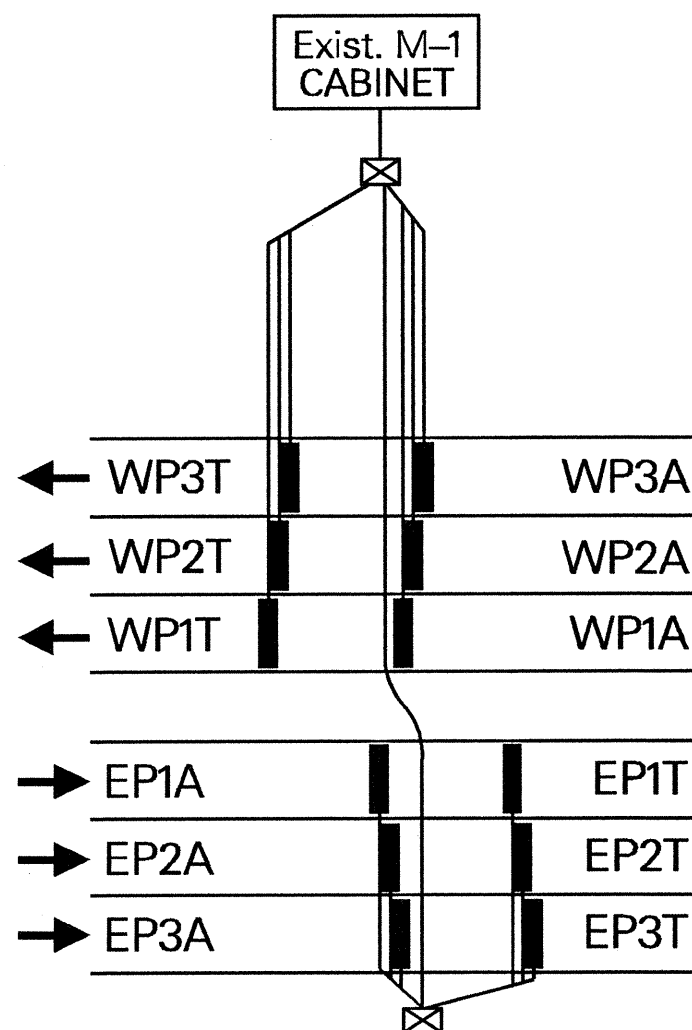 Exist. M–1
CABINET
WP3T WP3A
WP2T WP2A
WP1T WP1A
EP1A EP1T
EP2A EP2T
EP3A EP3T